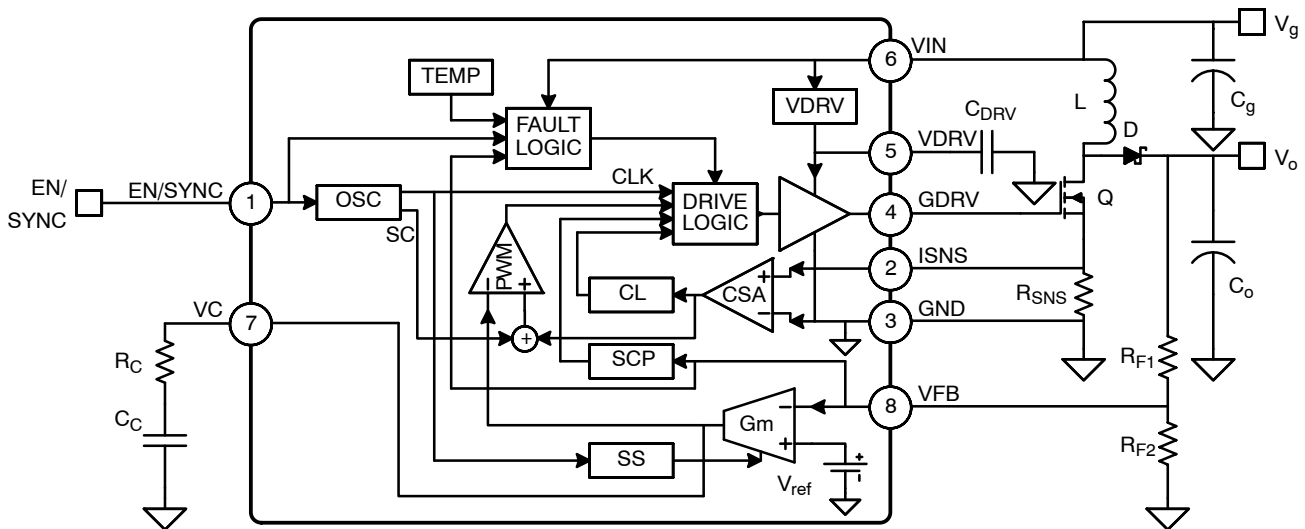 6
VIN
Vg
TEMP
VDRV
L
Cg
FAULT
LOGIC
CDRV
D
VDRV
5
Vo
EN/
SYNC
EN/SYNC
1
OSC
CLK
SC
DRIVE
LOGIC
4
GDRV
Q
PWM
−
+
CL
CSA
+
−
2
ISNS
RSNS
Co
3
GND
VC
7
+
RC
SCP
RF1
8
VFB
CC
Gm
−
+
SS
Vref
+
-
RF2